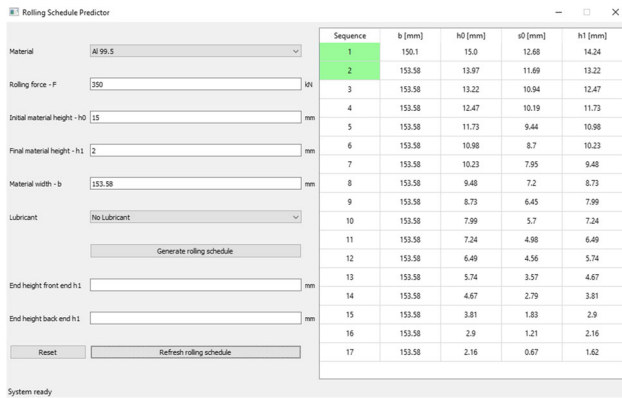 Rolling Schedule Predictor
Material Al 99.5
Rolling force - F 350 kN
Initial material height - h0 15 mm
Final material height - h1 2 mm
Material width - b 153.58 mm
Lubricant No Lubricant
Generate rolling schedule
End height front end h1 mm
End height back end h1 mm
Reset Refresh rolling schedule
System ready
Sequence b [mm] h0 [mm] s0 [mm] h1 [mm]
1 150.1 15.0 12.68 14.24
2 153.58 13.97 11.69 13.22
3 153.58 13.22 10.94 12.47
4 153.58 12.47 10.19 11.73
5 153.58 11.73 9.44 10.98
6 153.58 10.98 8.7 10.23
7 153.58 10.23 7.95 9.48
8 153.58 9.48 7.2 8.73
9 153.58 8.73 6.45 7.99
10 153.58 7.99 5.7 7.24
11 153.58 7.24 4.98 6.49
12 153.58 6.49 4.56 5.74
13 153.58 5.74 3.57 4.67
14 153.58 4.67 2.79 3.81
15 153.58 3.81 1.83 2.9
16 153.58 2.9 1.21 2.16
17 153.58 2.16 0.67 1.62